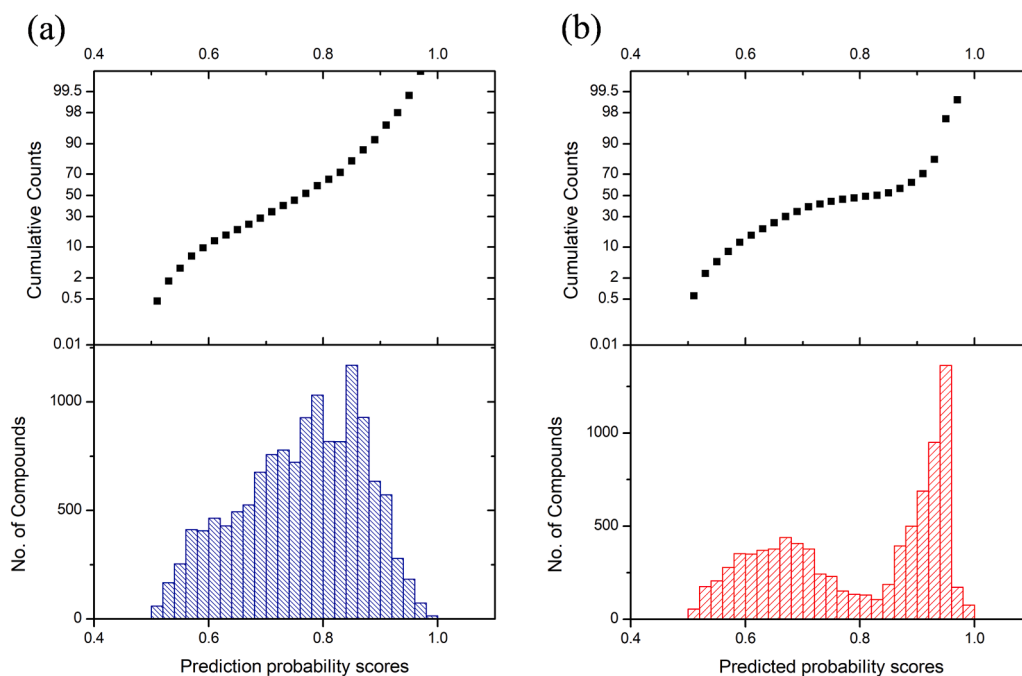 (a)
0.4 0.6 0.8 1.0
Cumulative Counts
99.5
98
90
70
50
30
10
2
0.5
0.01
No. of Compounds
1000
500
0
0.4 0.6 0.8 1.0
Prediction probability scores
(b)
0.4 0.6 0.8 1.0
Cumulative Counts
99.5
98
90
70
50
30
10
2
0.5
0.01
No. of Compounds
1000
500
0
0.4 0.6 0.8 1.0
Predicted probability scores